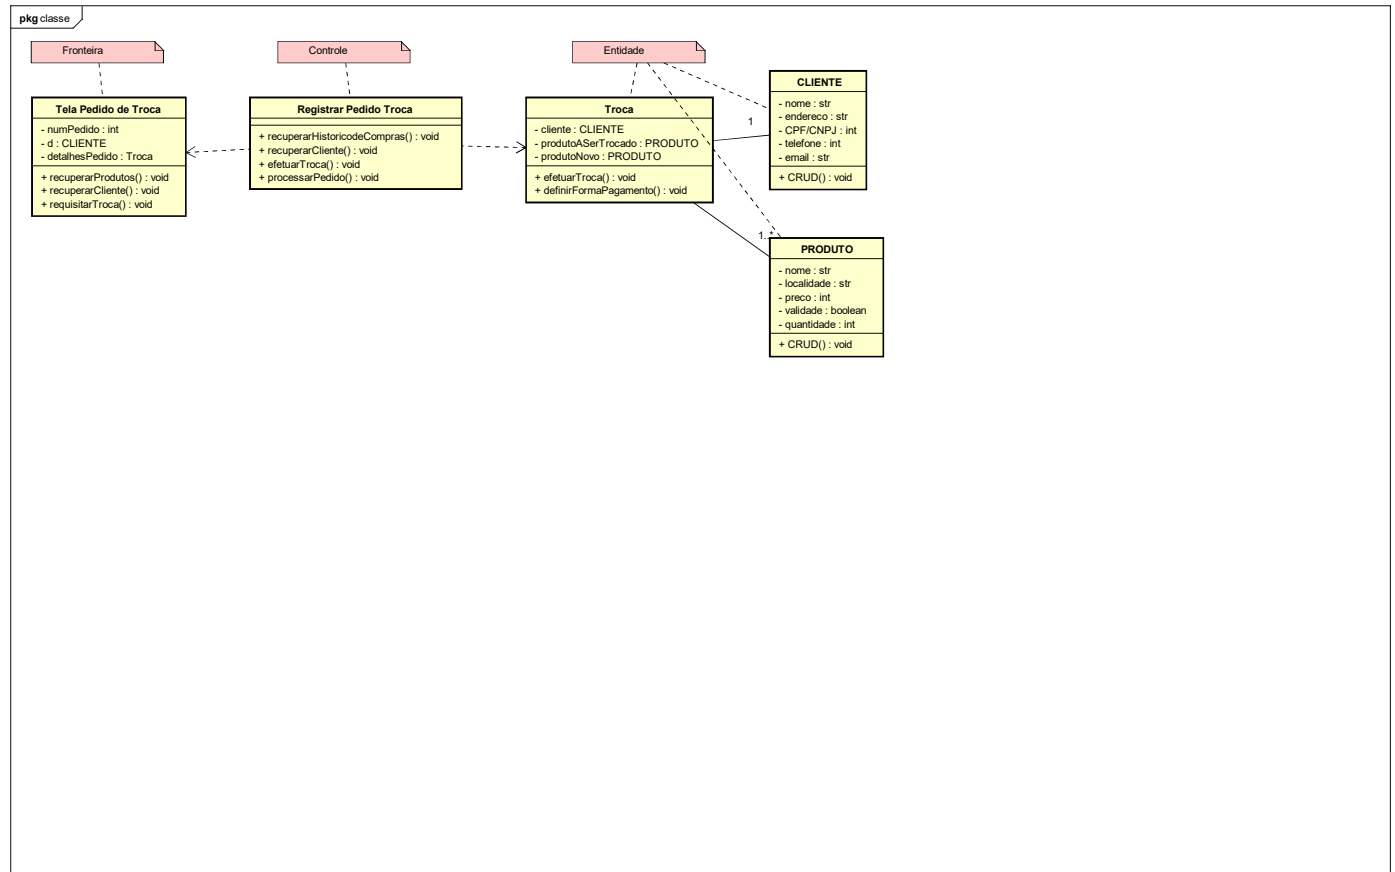 pkg classe
Fronteira
Controle
Entidade
Tela Pedido de Troca
- numPedido : int
- d : CLIENTE
- detalhesPedido : Troca
+ recuperarProdutos() : void
+ recuperarCliente() : void
+ requisitarTroca() : void
Registrar Pedido Troca
+ recuperarHistoricodeCompras() : void
+ recuperarCliente() : void
+ efetuarTroca() : void
+ processarPedido() : void
Troca
- cliente : CLIENTE
- produtoASerTrocado : PRODUTO
- produtoNovo : PRODUTO
+ efetuarTroca() : void
+ definirFormaPagamento() : void
1
CLIENTE
- nome : str
- endereco : str
- CPF/CNPJ : int
- telefone : int
- email : str
+ CRUD() : void
1..*
PRODUTO
- nome : str
- localidade : str
- preco : int
- validade : boolean
- quantidade : int
+ CRUD() : void